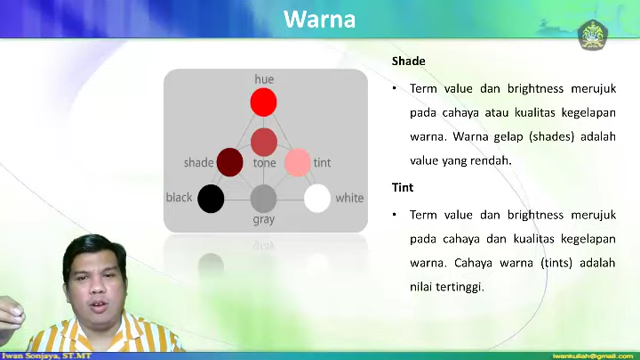 Warna
hue
shade
tone
tint
black
gray
white
Shade
• Term value dan brightness merujuk
pada cahaya atau kualitas kegelapan
warna. Warna gelap (shades) adalah
value yang rendah.
Tint
• Term value dan brightness merujuk
pada cahaya dan kualitas kegelapan
warna. Cahaya warna (tints) adalah
nilai tertinggi.
Iwan Sonjaya, ST.MT
iwankullah@gmail.com